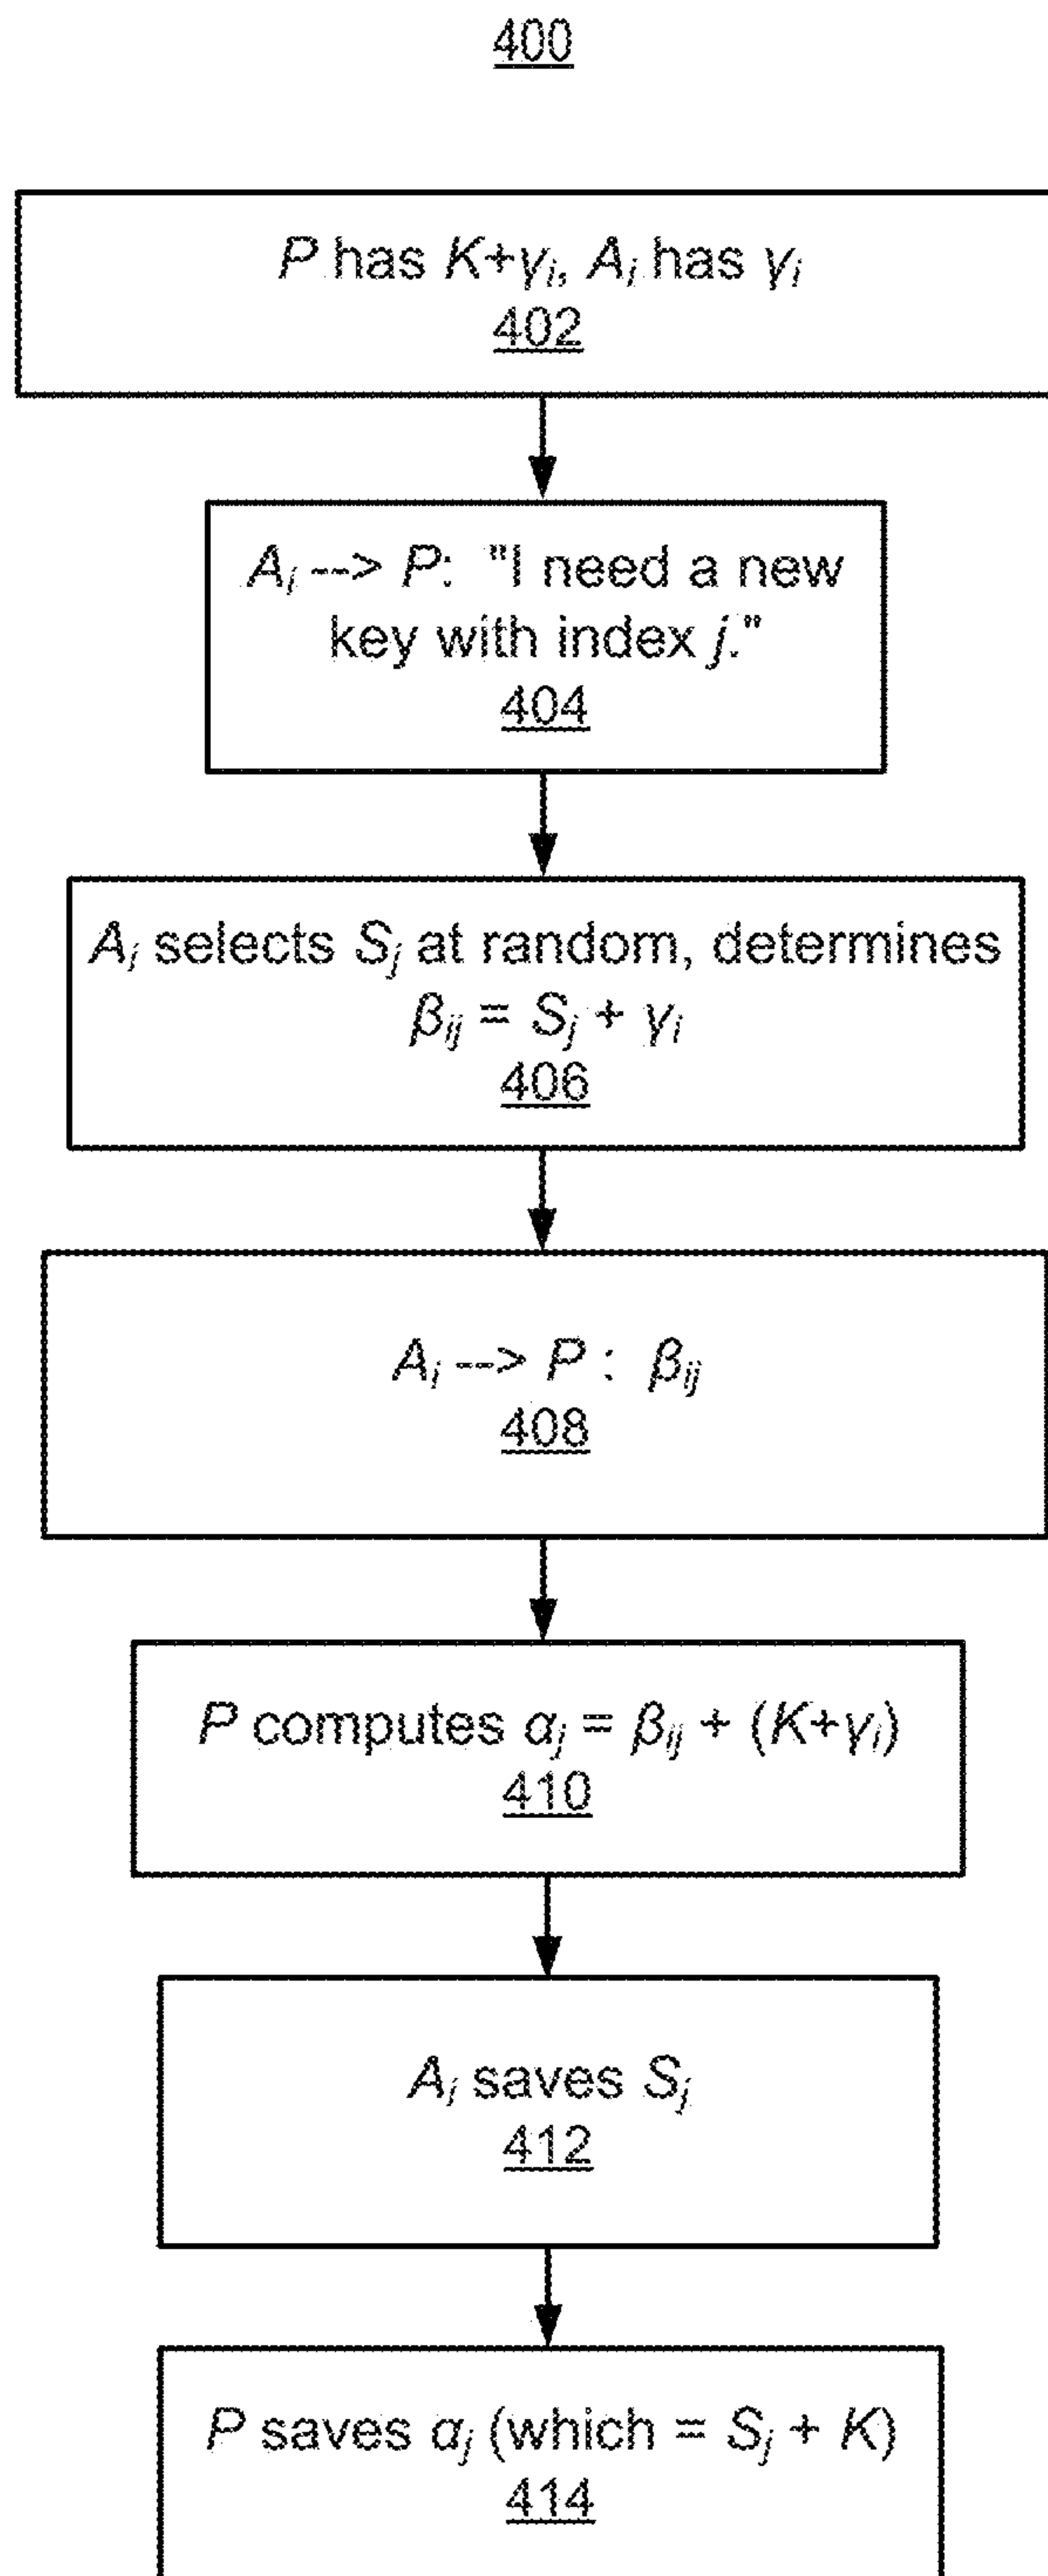 400
P has K+γi, Ai has γi
402
Ai --> P: "I need a new
key with index j."
404
Ai selects Sj at random, determines
βij = Sj + γi
406
Ai --> P : βij
408
P computes αj = βij + (K+γi)
410
Ai saves Sj
412
P saves αj (which = Sj + K)
414